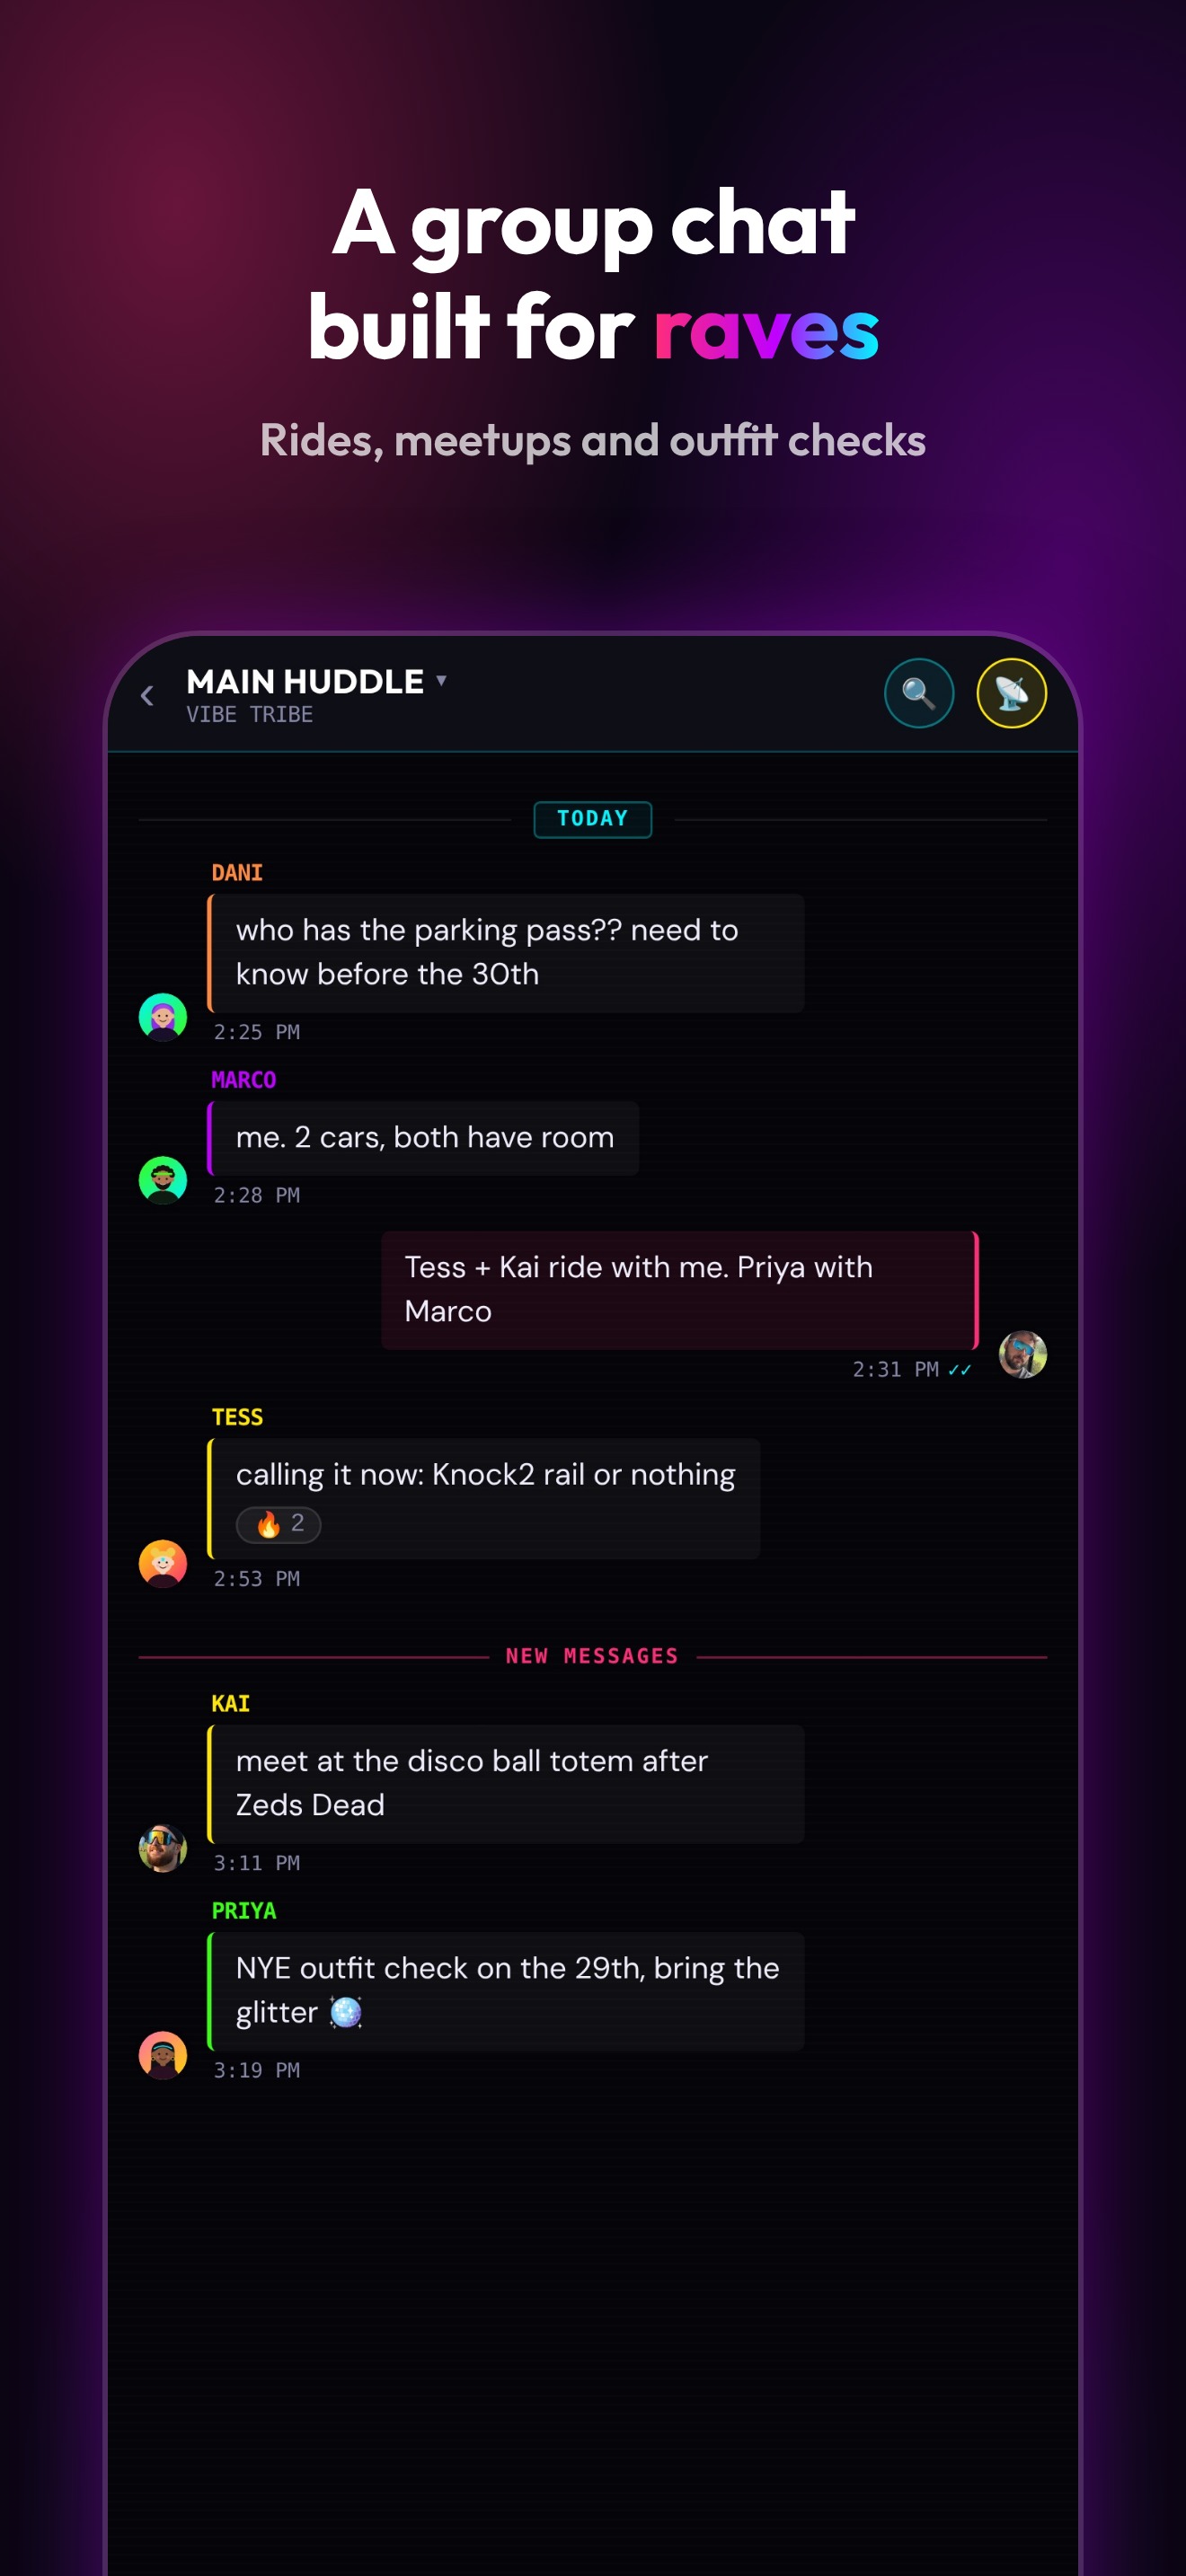 A group chat
built for raves
Rides, meetups and outfit checks
MAIN HUDDLE ▾
VIBE TRIBE
TODAY
DANI
who has the parking pass?? need to
know before the 30th
2:25 PM
MARCO
me. 2 cars, both have room
2:28 PM
Tess + Kai ride with me. Priya with
Marco
2:31 PM ✓✓
TESS
calling it now: Knock2 rail or nothing
🔥 2
2:53 PM
NEW MESSAGES
KAI
meet at the disco ball totem after
Zeds Dead
3:11 PM
PRIYA
NYE outfit check on the 29th, bring the
glitter 🪩
3:19 PM